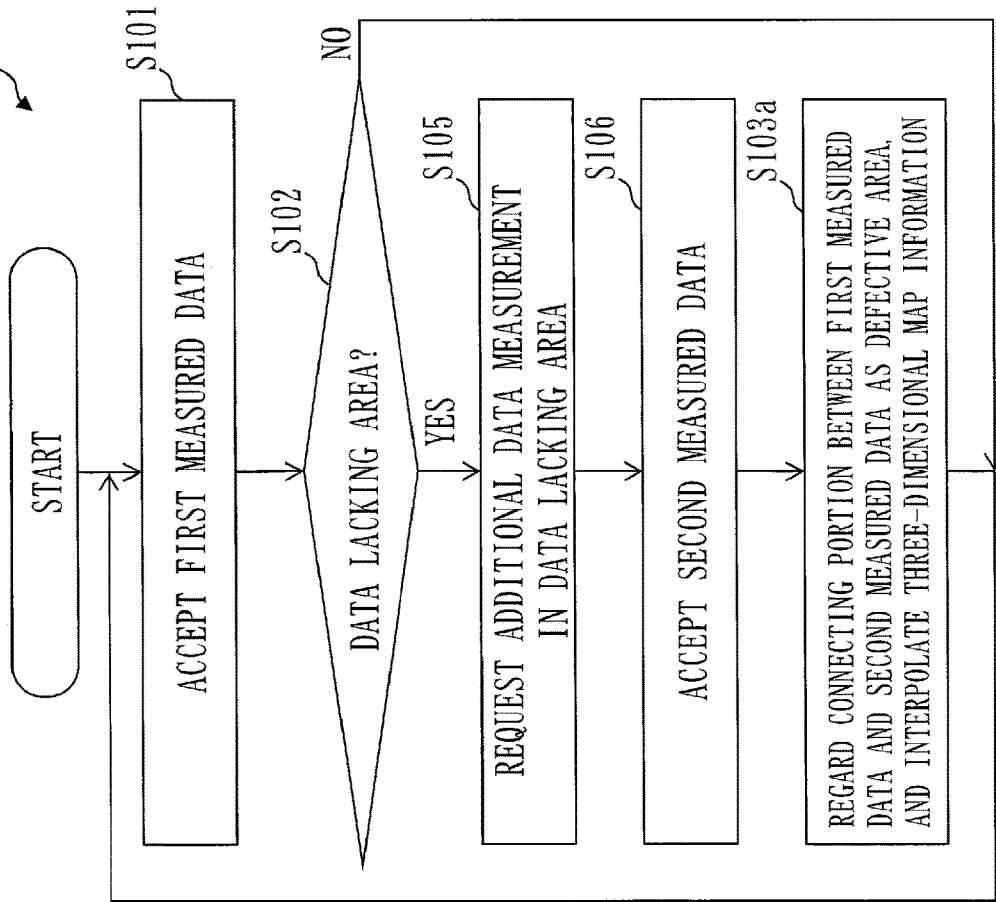 START
ACCEPT FIRST MEASURED DATA
S101
DATA LACKING AREA?
S102
NO
YES
REQUEST ADDITIONAL DATA MEASUREMENT
IN DATA LACKING AREA
S105
ACCEPT SECOND MEASURED DATA
S106
REGARD CONNECTING PORTION BETWEEN FIRST MEASURED
DATA AND SECOND MEASURED DATA AS DEFECTIVE AREA,
AND INTERPOLATE THREE-DIMENSIONAL MAP INFORMATION
S103a